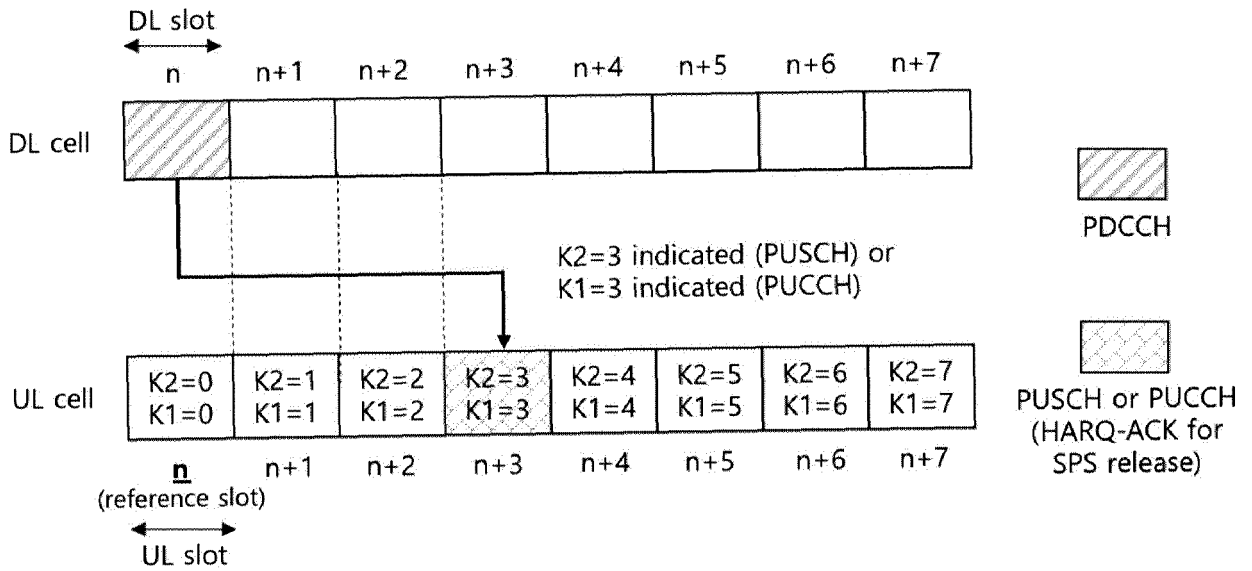 DL slot
n n+1 n+2 n+3 n+4 n+5 n+6 n+7
DL cell
PDCCH
K2=3 indicated (PUSCH) or
K1=3 indicated (PUCCH)
UL cell
K2=0 K2=1 K2=2 K2=3 K2=4 K2=5 K2=6 K2=7
K1=0 K1=1 K1=2 K1=3 K1=4 K1=5 K1=6 K1=7
PUSCH or PUCCH
(HARQ-ACK for
SPS release)
n n+1 n+2 n+3 n+4 n+5 n+6 n+7
(reference slot)
UL slot